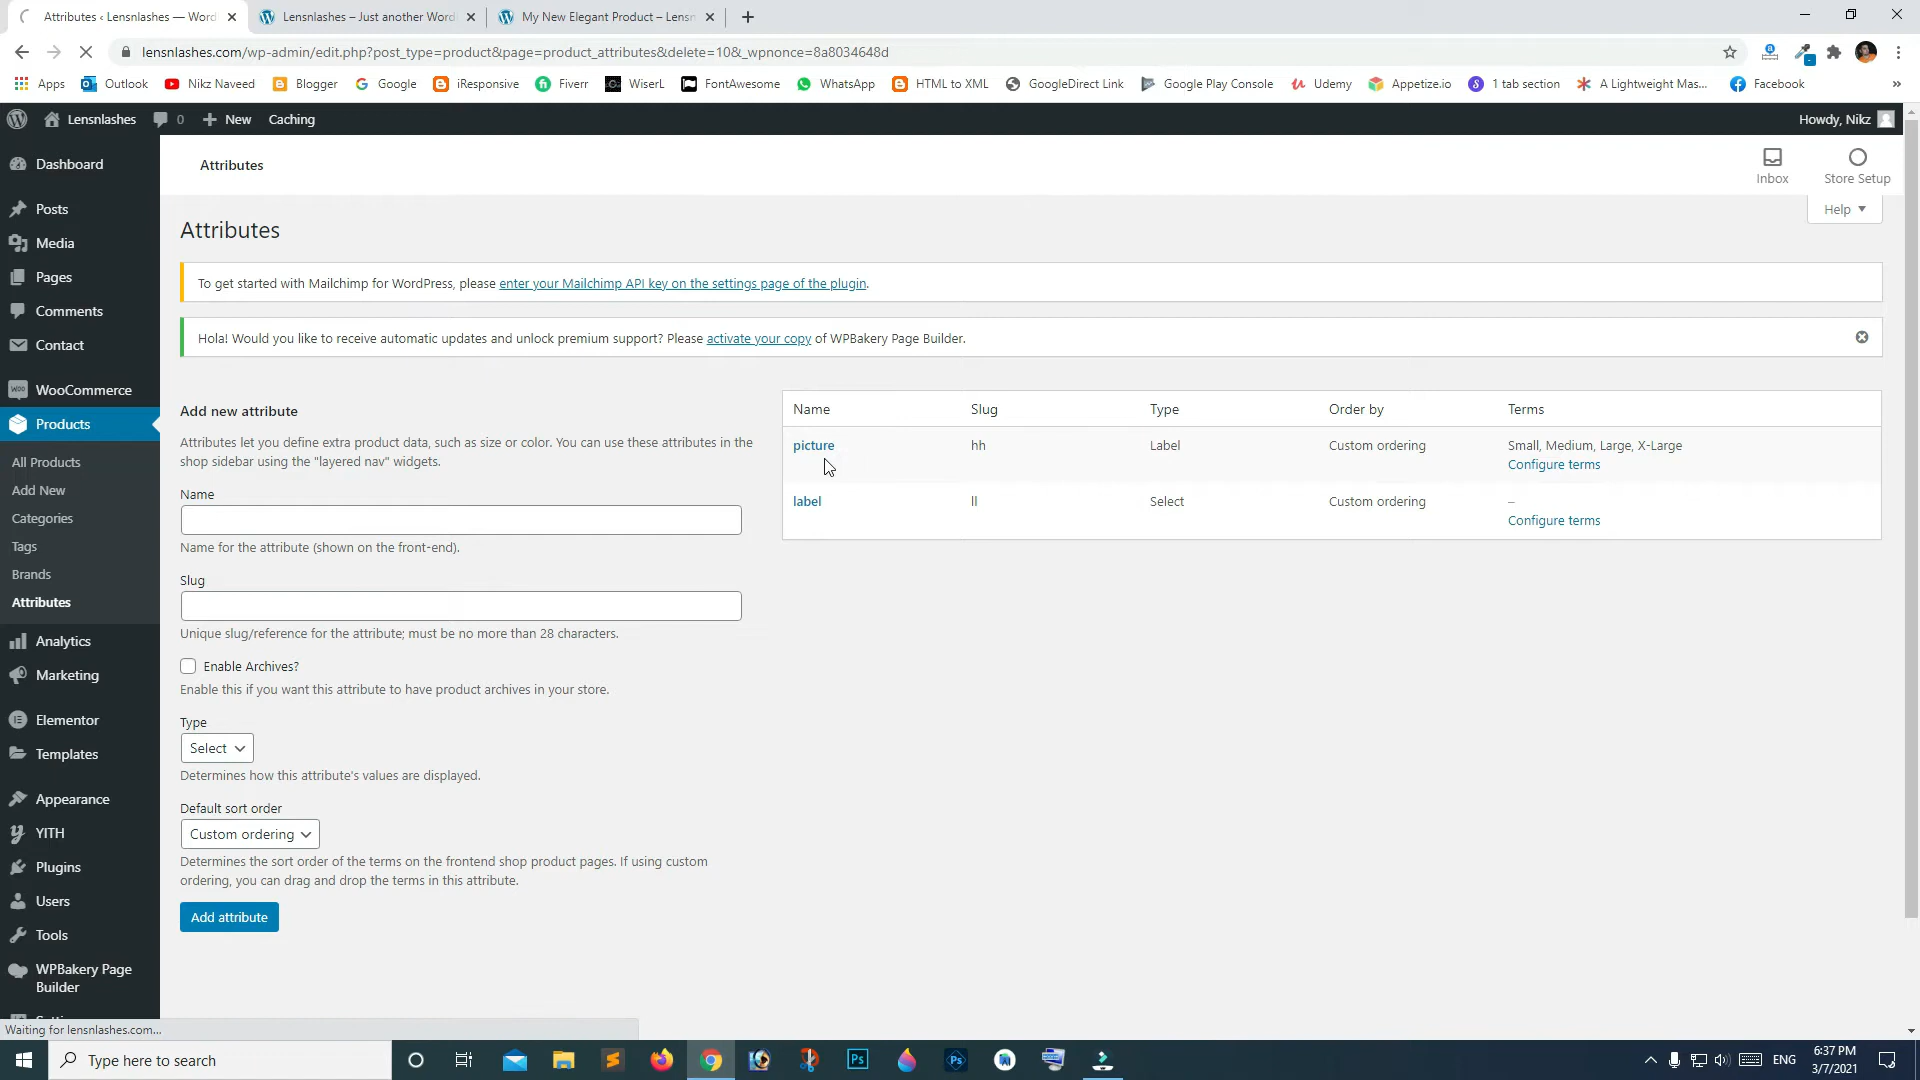 Attributes ‹ Lensnlashes — Word
Lensnlashes – Just another Word
My New Elegant Product – Lensn
lensnlashes.com/wp-admin/edit.php?post_type=product&page=product_attributes&delete=10&_wpnonce=8a8034648d
Apps
Outlook
Nikz Naveed
Blogger
Google
iResponsive
Fiverr
WiserL
FontAwesome
WhatsApp
HTML to XML
GoogleDirect Link
Google Play Console
Udemy
Appetize.io
1 tab section
A Lightweight Mas...
Facebook
»
Lensnlashes
0
New
Caching
Howdy, Nikz
Dashboard
Posts
Media
Pages
Comments
Contact
WooCommerce
Products
All Products
Add New
Categories
Tags
Brands
Attributes
Analytics
Marketing
Elementor
Templates
Appearance
YITH
Plugins
Users
Tools
WPBakery Page
Builder
Attributes
Inbox
Store Setup
Help
Attributes
To get started with Mailchimp for WordPress, please enter your Mailchimp API key on the settings page of the plugin.
Hola! Would you like to receive automatic updates and unlock premium support? Please activate your copy of WPBakery Page Builder.
Add new attribute
Attributes let you define extra product data, such as size or color. You can use these attributes in the
shop sidebar using the "layered nav" widgets.
Name
Name for the attribute (shown on the front-end).
Slug
Unique slug/reference for the attribute; must be no more than 28 characters.
Enable Archives?
Enable this if you want this attribute to have product archives in your store.
Type
Select
Determines how this attribute's values are displayed.
Default sort order
Custom ordering
Determines the sort order of the terms on the frontend shop product pages. If using custom
ordering, you can drag and drop the terms in this attribute.
Add attribute
Name Slug Type Order by Terms
picture hh Label Custom ordering Small, Medium, Large, X-Large
Configure terms
label ll Select Custom ordering –
Configure terms
Waiting for lensnlashes.com...
Type here to search
ENG
6:37 PM
3/7/2021